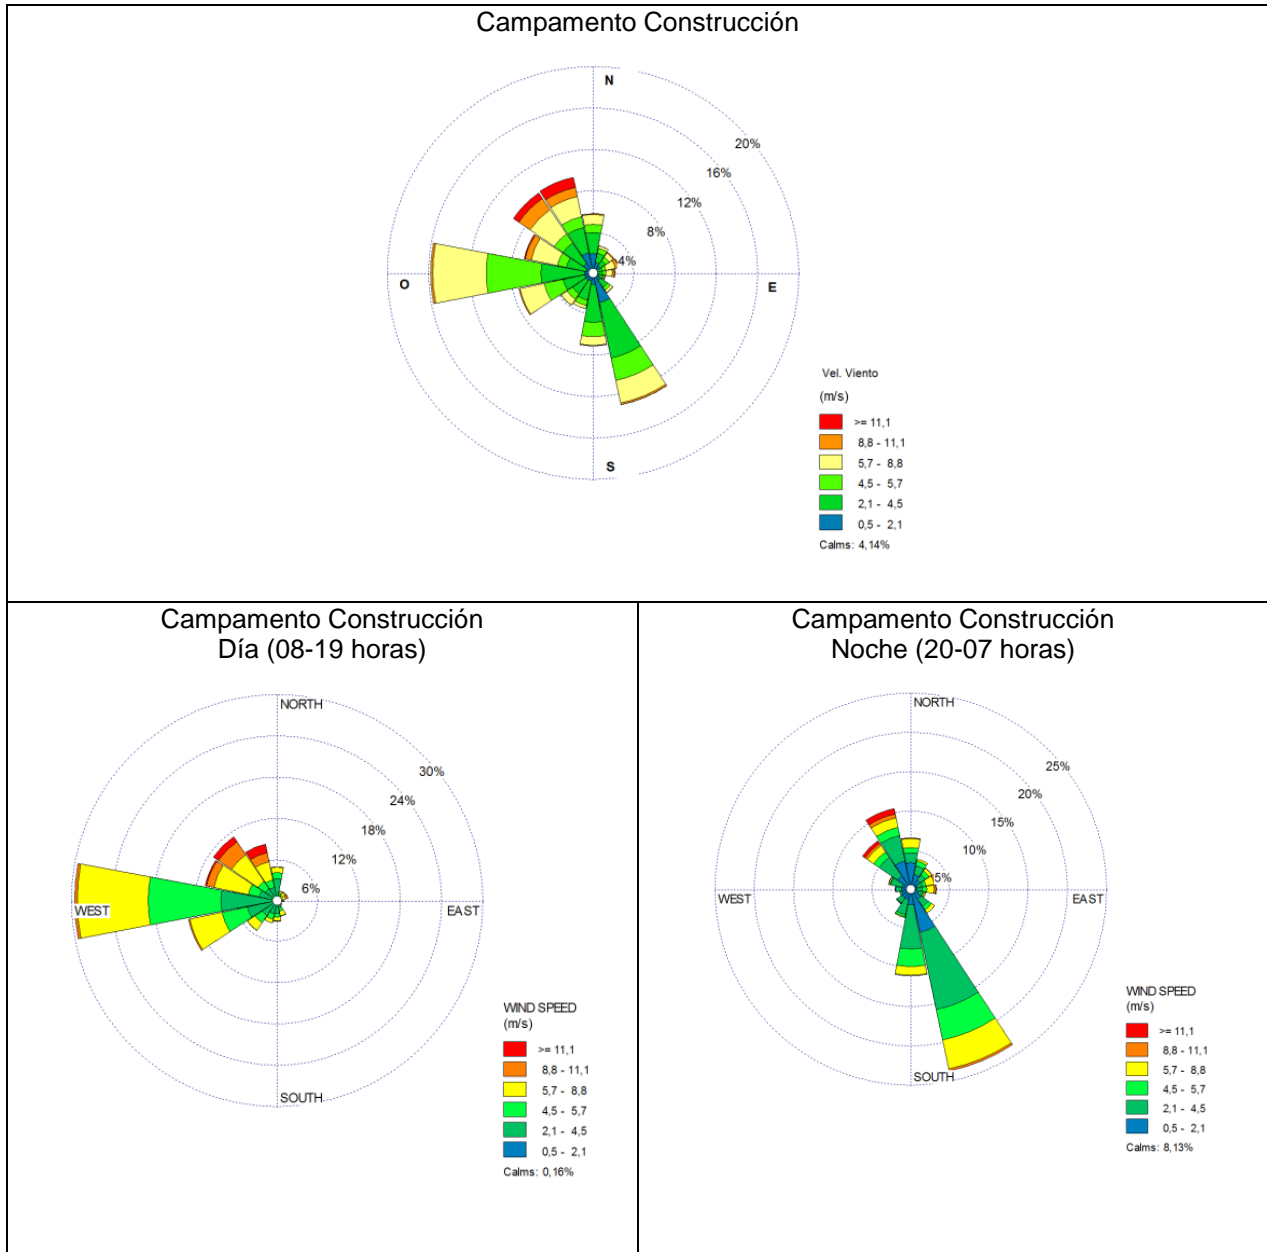 Campamento Construcción
N
20%
16%
12%
8%
4%
O
E
S
Vel. Viento
(m/s)
>= 11,1
8,8 - 11,1
5,7 - 8,8
4,5 - 5,7
2,1 - 4,5
0,5 - 2,1
Calms: 4,14%
Campamento Construcción
Día (08-19 horas)
NORTH
30%
24%
18%
12%
6%
WEST
EAST
SOUTH
WIND SPEED
(m/s)
>= 11,1
8,8 - 11,1
5,7 - 8,8
4,5 - 5,7
2,1 - 4,5
0,5 - 2,1
Calms: 0,16%
Campamento Construcción
Noche (20-07 horas)
NORTH
25%
20%
15%
10%
5%
WEST
EAST
SOUTH
WIND SPEED
(m/s)
>= 11,1
8,8 - 11,1
5,7 - 8,8
4,5 - 5,7
2,1 - 4,5
0,5 - 2,1
Calms: 8,13%